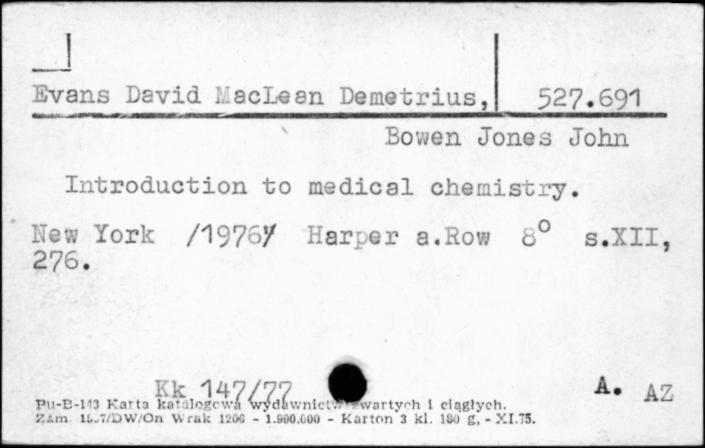 Evans David MacLean Demetrius, 527.691
Bowen Jones John
Introduction to medical chemistry.
New York /1976/ Harper a.Row 8° s.XII,
276.
Kk 147/77 A. AZ
Pu-B-143 Karta katalogowa wydawnictw zwartych i ciągłych.
Zam. /DW/On Wrak 1206 - 1.900.000 - Karton 3 kl. 180 g. - XI.75.